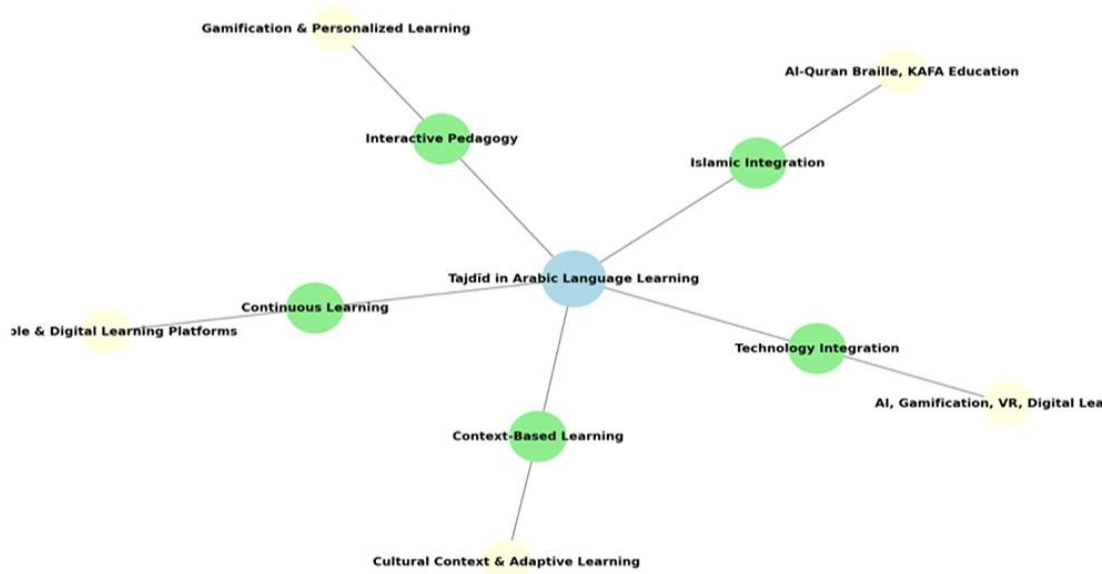 Gamification & Personalized Learning
Al-Quran Braille, KAFA Education
Interactive Pedagogy
Islamic Integration
Tajdīd in Arabic Language Learning
Continuous Learning
& Digital Learning Platforms
Technology Integration
AI, Gamification, VR, Digital
Context-Based Learning
Cultural Context & Adaptive Learning